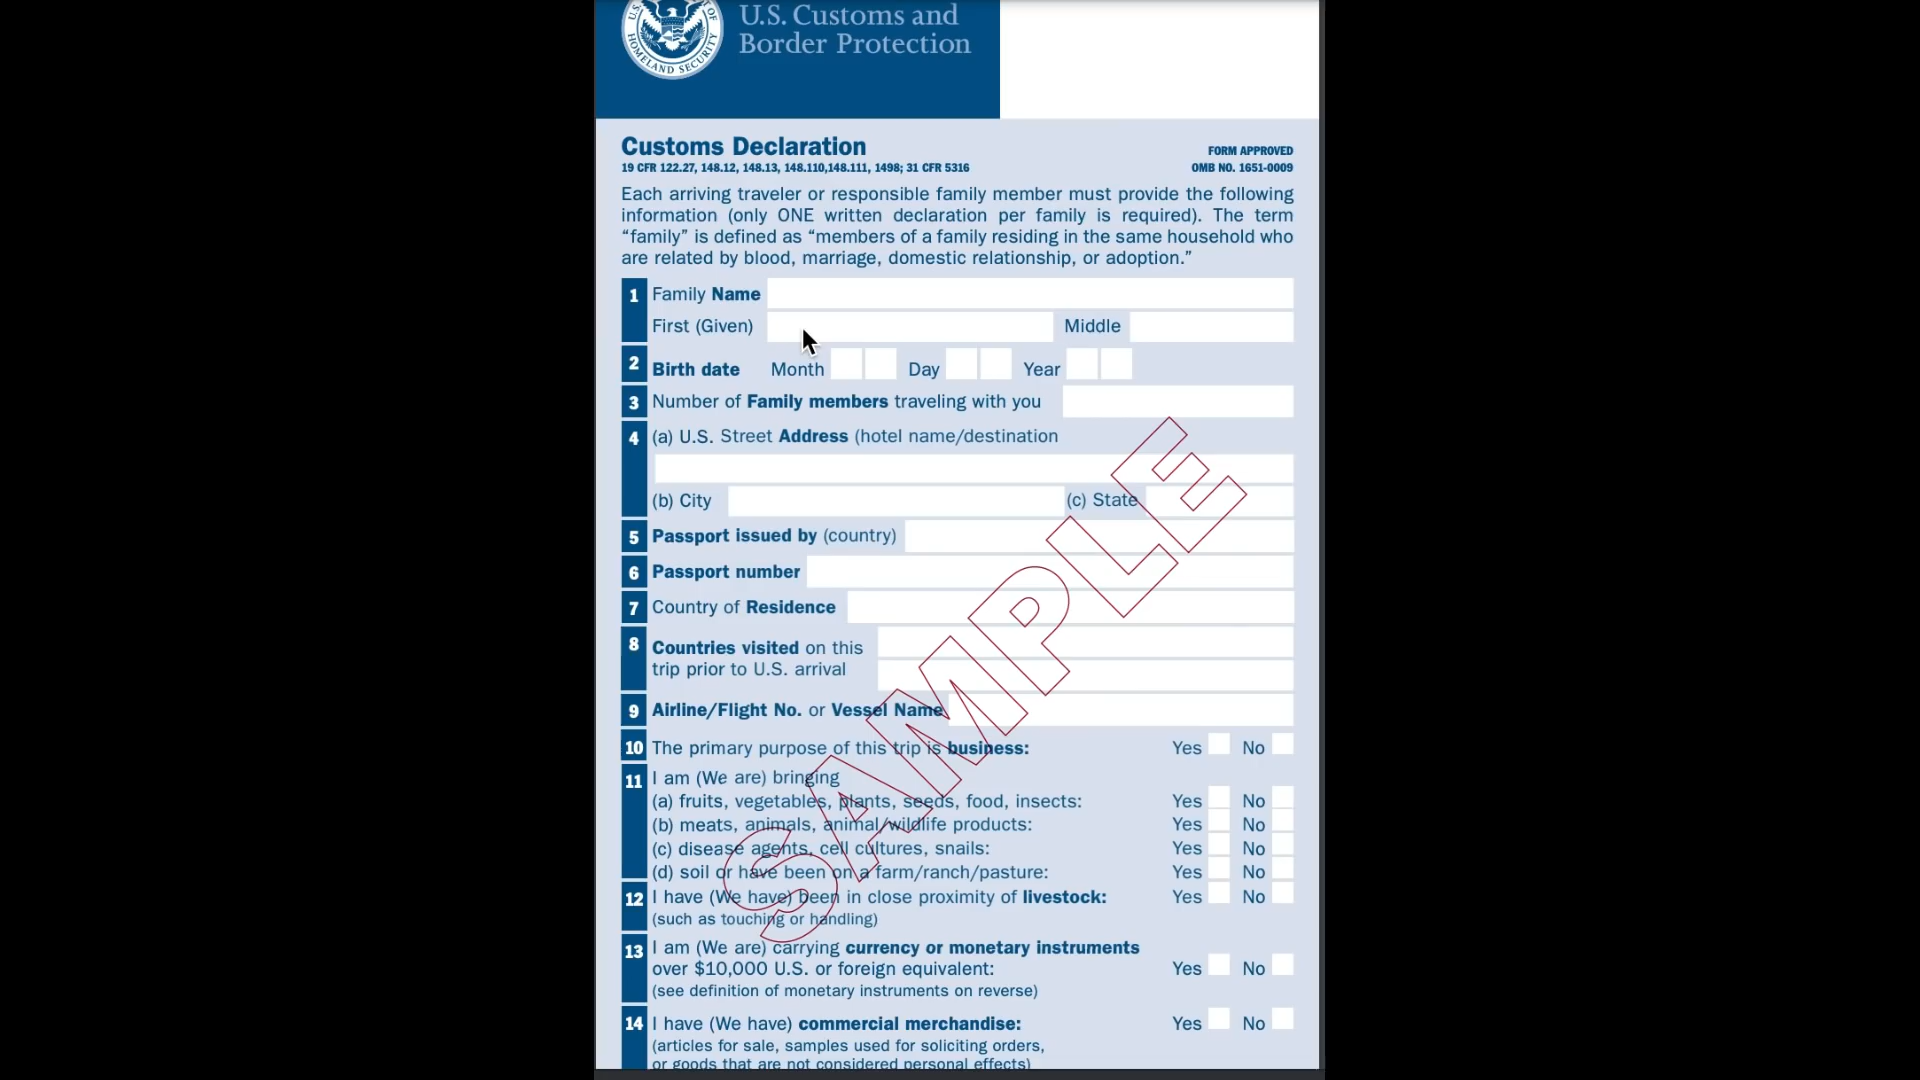 U.S. Customs and
Border Protection
HOMELAND SECURITY
Customs Declaration
19 CFR 122.27, 148.12, 148.13, 148.110,148.111, 1498; 31 CFR 5316
FORM APPROVED
OMB NO. 1651-0009
Each arriving traveler or responsible family member must provide the following
information (only ONE written declaration per family is required). The term
“family” is defined as “members of a family residing in the same household who
are related by blood, marriage, domestic relationship, or adoption.”
1 Family Name
First (Given) Middle
2 Birth date Month Day Year
3 Number of Family members traveling with you
4 (a) U.S. Street Address (hotel name/destination
(b) City (c) State
5 Passport issued by (country)
6 Passport number
7 Country of Residence
8 Countries visited on this
trip prior to U.S. arrival
9 Airline/Flight No. or Vessel Name
10 The primary purpose of this trip is business: Yes No
11 I am (We are) bringing
(a) fruits, vegetables, plants, seeds, food, insects: Yes No
(b) meats, animals, animal/wildlife products: Yes No
(c) disease agents, cell cultures, snails: Yes No
(d) soil or have been on a farm/ranch/pasture: Yes No
12 I have (We have) been in close proximity of livestock: Yes No
(such as touching or handling)
13 I am (We are) carrying currency or monetary instruments
over $10,000 U.S. or foreign equivalent: Yes No
(see definition of monetary instruments on reverse)
14 I have (We have) commercial merchandise: Yes No
(articles for sale, samples used for soliciting orders,
or goods that are not considered personal effects)
SAMPLE